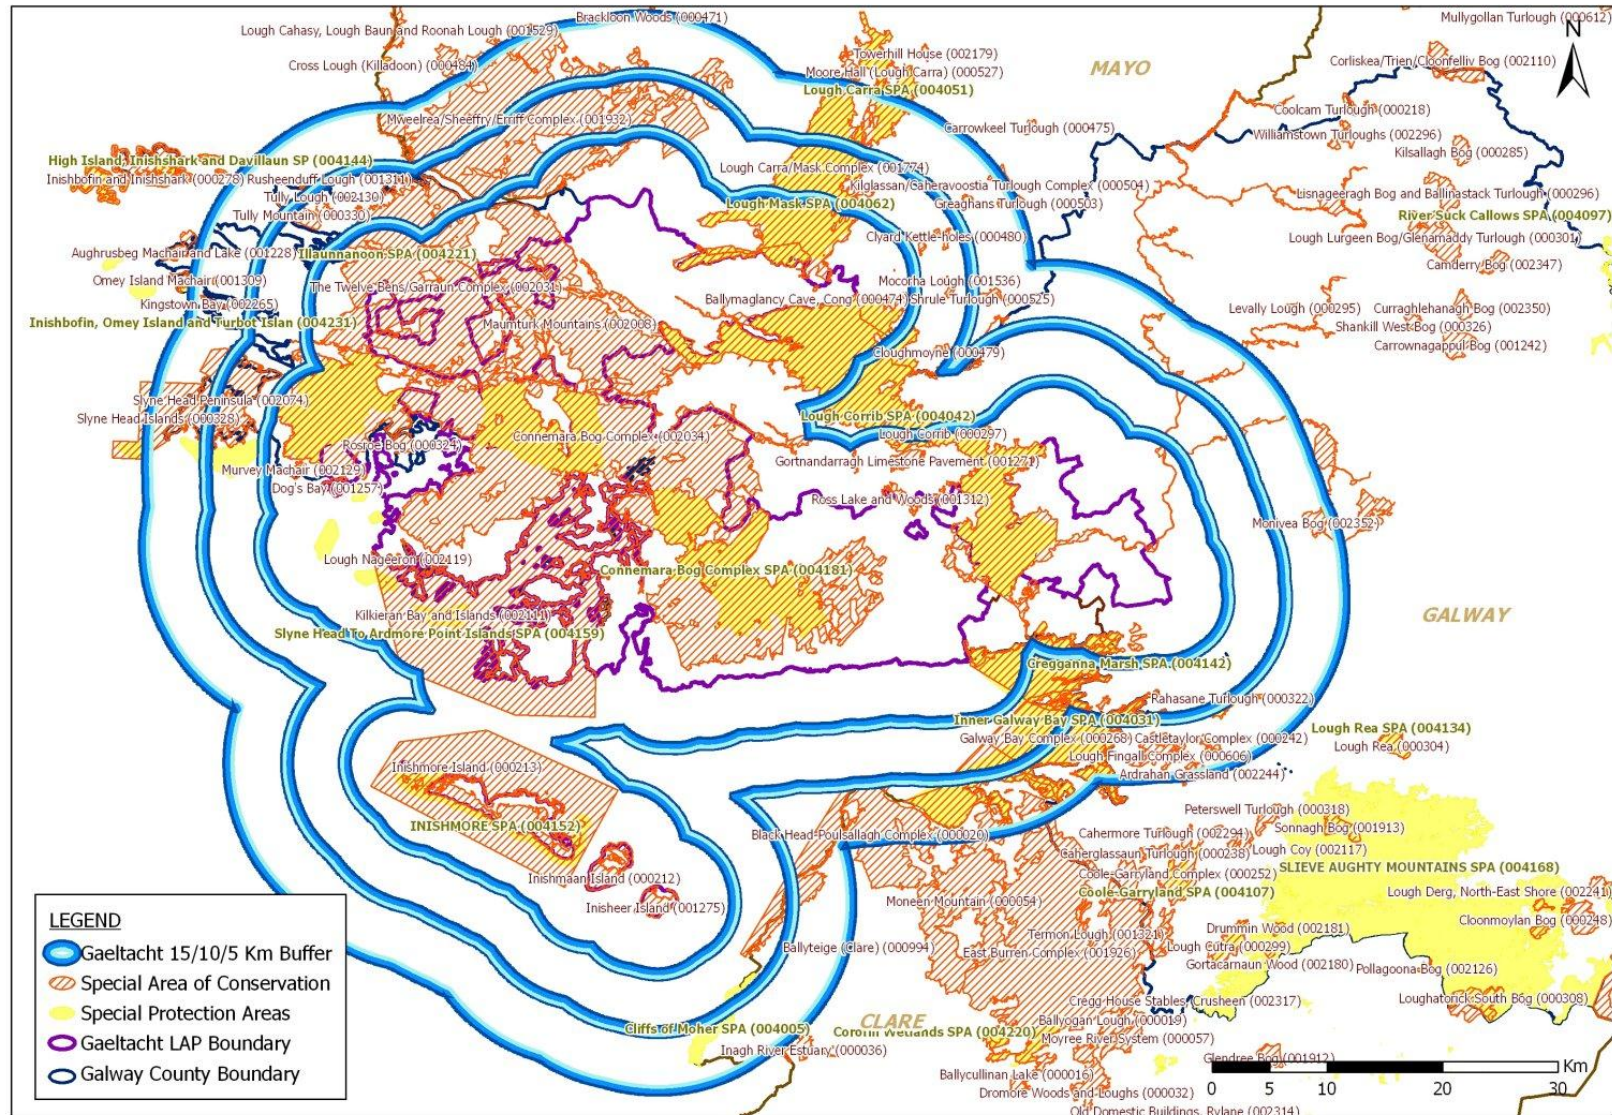 Mullygollan Turlough (000612)
Brackloon Woods (000471)
Lough Cahasy, Lough Baun and Roonah Lough (001529)
N
Towerhill House (002179)
Corliskea/Trien/Cloonfelliv Bog (002110)
Cross Lough (Killadoon) (000484)
MAYO
Moore Hall (Lough Carra) (000527)
Lough Carra SPA (004051)
Coolcam Turlough (000218)
Mweelrea/Sheeffry/Erriff Complex (001932)
Carrowkeel Turlough (000475)
Williamstown Turloughs (002296)
Kilsallagh Bog (000285)
High Island, Inishshark and Davillaun SP (004144)
Lough Carra/Mask Complex (001774)
Inishbofin and Inishshark (000278)
Rusheenduff Lough (001311)
Kilglassan/Caheravoostia Turlough Complex (000504)
Lisnageeragh Bog and Ballinastack Turlough (000296)
Tully Lough (002130)
Lough Mask SPA (004062)
Greaghans Turlough (000503)
Tully Mountain (000330)
River Suck Callows SPA (004097)
Clyard Kettle-holes (000480)
Lough Lurgeen Bog/Glenamaddy Turlough (000301)
Aughrusbeg Machair and Lake (001228)
Illaunnanoon SPA (004221)
Camderry Bog (002347)
Omey Island Machair (001309)
The Twelve Bens/Garraun Complex (002031)
Mocorha Lough (001536)
Kingstown Bay (002265)
Ballymaglancy Cave, Cong (000474)
Shrule Turlough (000525)
Levally Lough (000295)
Curraghlehanagh Bog (002350)
Inishbofin, Omey Island and Turbot Islan (004231)
Maumturk Mountains (002008)
Shankill West Bog (000326)
Carrownagappul Bog (001242)
Cloughmoyne (000479)
Slyne Head Peninsula (002074)
Slyne Head Islands (000328)
Lough Corrib SPA (004042)
Lough Corrib (000297)
Rosroe Bog (000324)
Connemara Bog Complex (002034)
Gortnandarragh Limestone Pavement (001271)
Murvey Machair (002129)
Dog's Bay (001257)
Ross Lake and Woods (001312)
Monivea Bog (002352)
Lough Nageeron (002119)
Connemara Bog Complex SPA (004181)
Kilkieran Bay and Islands (002111)
GALWAY
Slyne Head To Ardmore Point Islands SPA (004159)
Cregganna Marsh SPA (004142)
Rahasane Turlough (000322)
Inner Galway Bay SPA (004031)
Lough Rea SPA (004134)
Galway Bay Complex (000268)
Castletaylor Complex (000242)
Lough Rea (000304)
Lough Fingall Complex (000606)
Inishmore Island (000213)
Ardrahan Grassland (002244)
Peterswell Turlough (000318)
INISHMORE SPA (004152)
Black Head-Poulsallagh Complex (000020)
Cahermore Turlough (002294)
Sonnagh Bog (001913)
Caherglassaun Turlough (000238)
Lough Coy (002117)
SLIEVE AUGHTY MOUNTAINS SPA (004168)
Inishmaan Island (000212)
Coole-Garryland Complex (000252)
Coole-Garryland SPA (004107)
Lough Derg, North-East Shore (002241)
Inisheer Island (001275)
Moneen Mountain (000054)
Cloonmoylan Bog (000248)
Termon Lough (001321)
Drummin Wood (002181)
Ballyteige (Clare) (000994)
East Burren Complex (001926)
Lough Cutra (000299)
Gortacarnaun Wood (002180)
Pollagoona Bog (002126)
Cregg House Stables, Crusheen (002317)
Loughatorick South Bog (000308)
Cliffs of Moher SPA (004005)
CLARE
Ballyogan Lough (000019)
Corofin Wetlands SPA (004220)
Moyree River System (000057)
Inagh River Estuary (000036)
Glendree Bog (001912)
Ballycullinan Lake (000016)
Dromore Woods and Loughs (000032)
Old Domestic Buildings, Rylane (002314)
LEGEND
Gaeltacht 15/10/5 Km Buffer
Special Area of Conservation
Special Protection Areas
Gaeltacht LAP Boundary
Galway County Boundary
Km
0 5 10 20 30